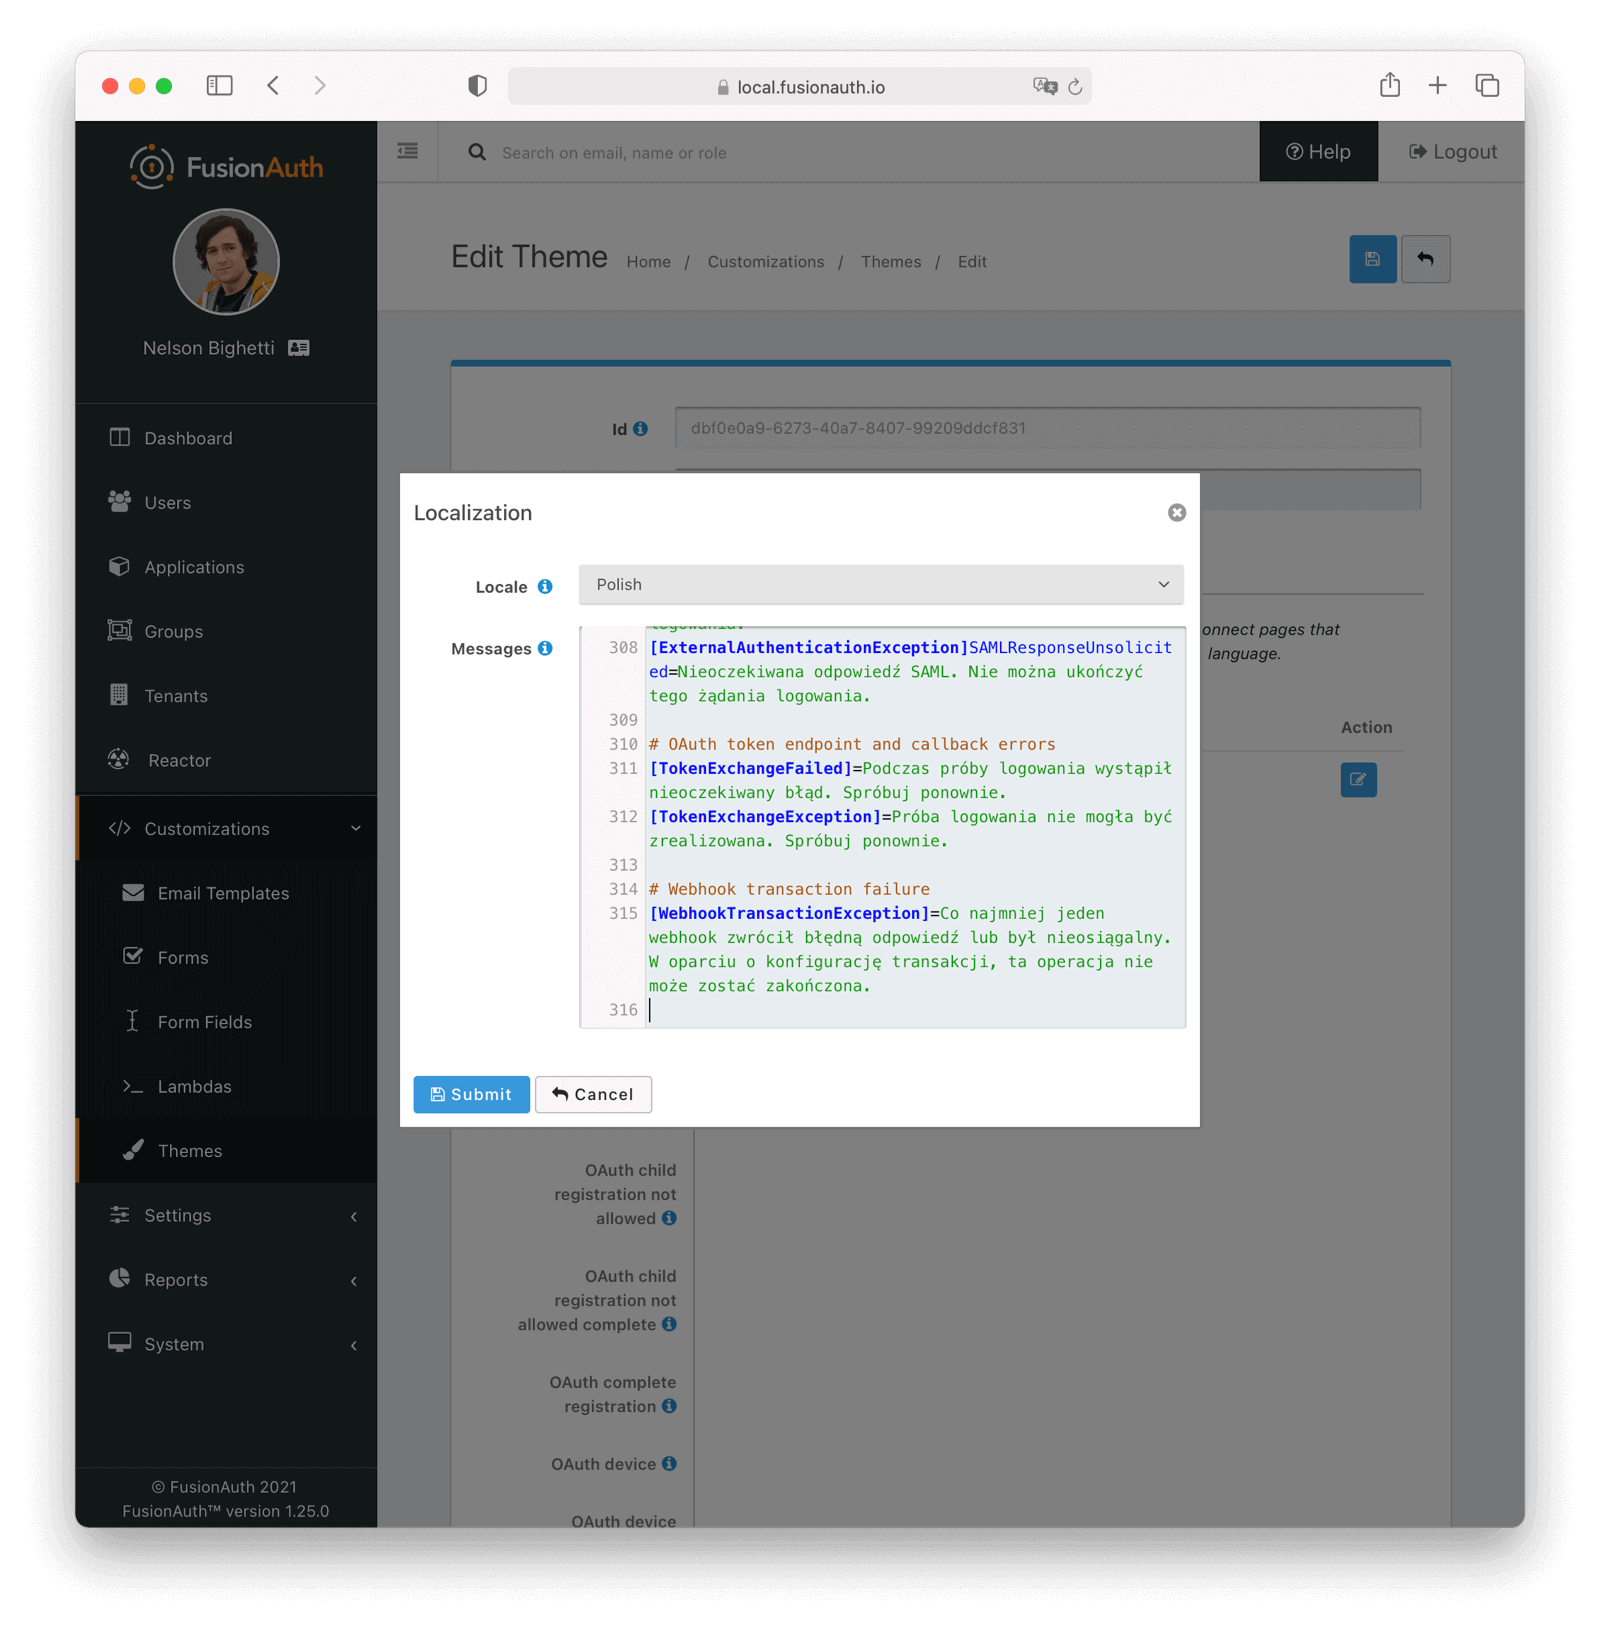 local.fusionauth.io
FusionAuth
Search on email, name or role
Help
Logout
Nelson Bighetti
Edit Theme
Home / Customizations / Themes / Edit
Dashboard
Users
Applications
Groups
Tenants
Reactor
Customizations
Email Templates
Forms
Form Fields
Lambdas
Themes
Settings
Reports
System
© FusionAuth 2021
FusionAuth™ version 1.25.0
Id
dbf0e0a9-6273-40a7-8407-99209ddcf831
onnect pages that
language.
Action
Localization
Locale
Polish
Messages
logowania.
308 [ExternalAuthenticationException]SAMLResponseUnsolicit
ed=Nieoczekiwana odpowiedź SAML. Nie można ukończyć
tego żądania logowania.
309
310 # OAuth token endpoint and callback errors
311 [TokenExchangeFailed]=Podczas próby logowania wystąpił
nieoczekiwany błąd. Spróbuj ponownie.
312 [TokenExchangeException]=Próba logowania nie mogła być
zrealizowana. Spróbuj ponownie.
313
314 # Webhook transaction failure
315 [WebhookTransactionException]=Co najmniej jeden
webhook zwrócił błędną odpowiedź lub był nieosiągalny.
W oparciu o konfigurację transakcji, ta operacja nie
może zostać zakończona.
316
Submit
Cancel
OAuth child
registration not
allowed
OAuth child
registration not
allowed complete
OAuth complete
registration
OAuth device
OAuth device